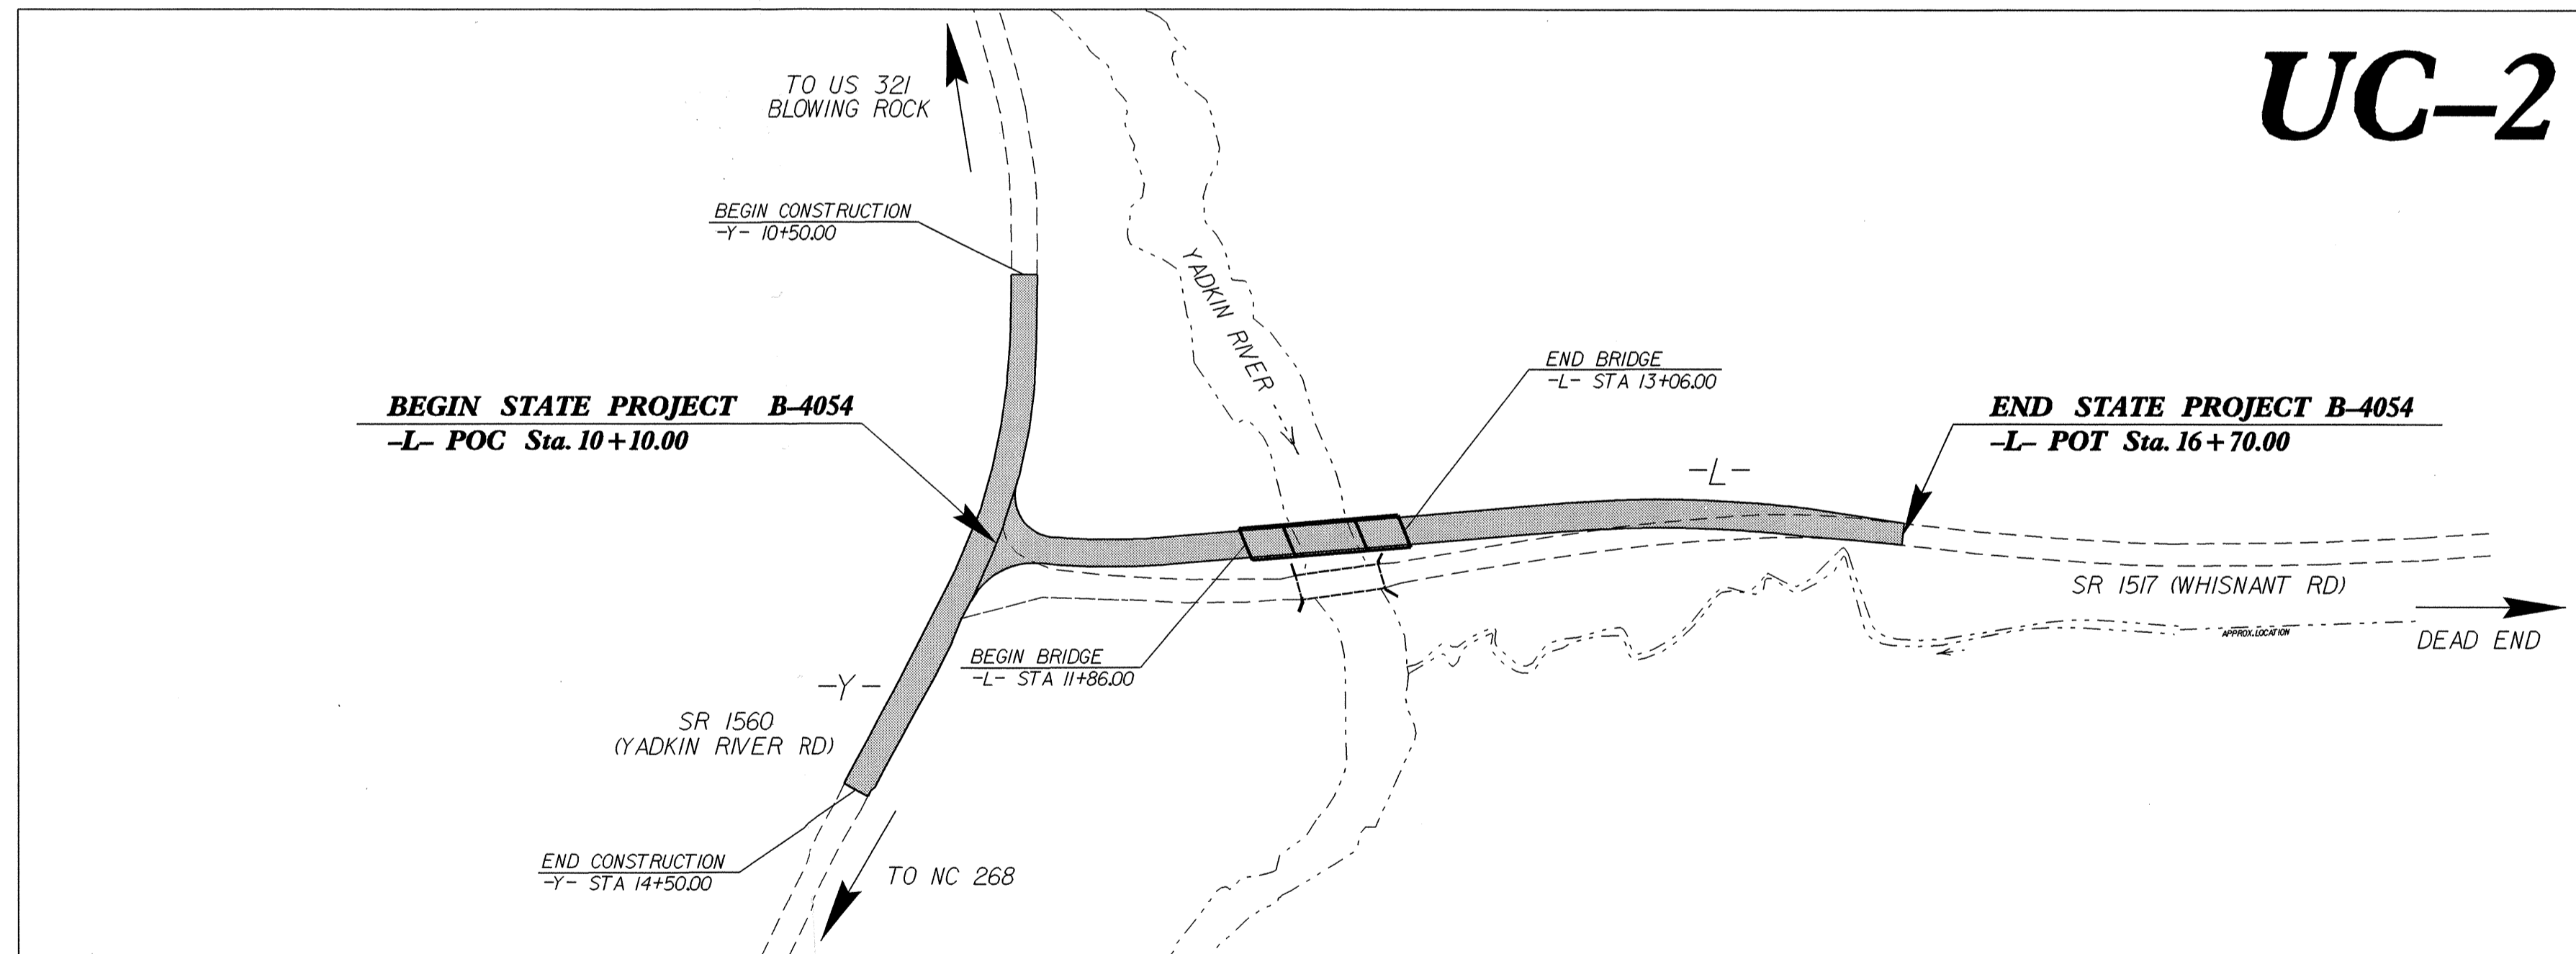 UC-2
TO US 321
BLOWING ROCK
BEGIN CONSTRUCTION
-Y- 10+50.00
YADKIN RIVER
END BRIDGE
-L- STA 13+06.00
BEGIN STATE PROJECT B-4054
-L- POC Sta. 10+10.00
END STATE PROJECT B-4054
-L- POT Sta. 16+70.00
-L-
SR 1517 (WHISNANT RD)
APPROX. LOCATION
DEAD END
BEGIN BRIDGE
-L- STA 11+86.00
-Y-
SR 1560
(YADKIN RIVER RD)
END CONSTRUCTION
-Y- STA 14+50.00
TO NC 268